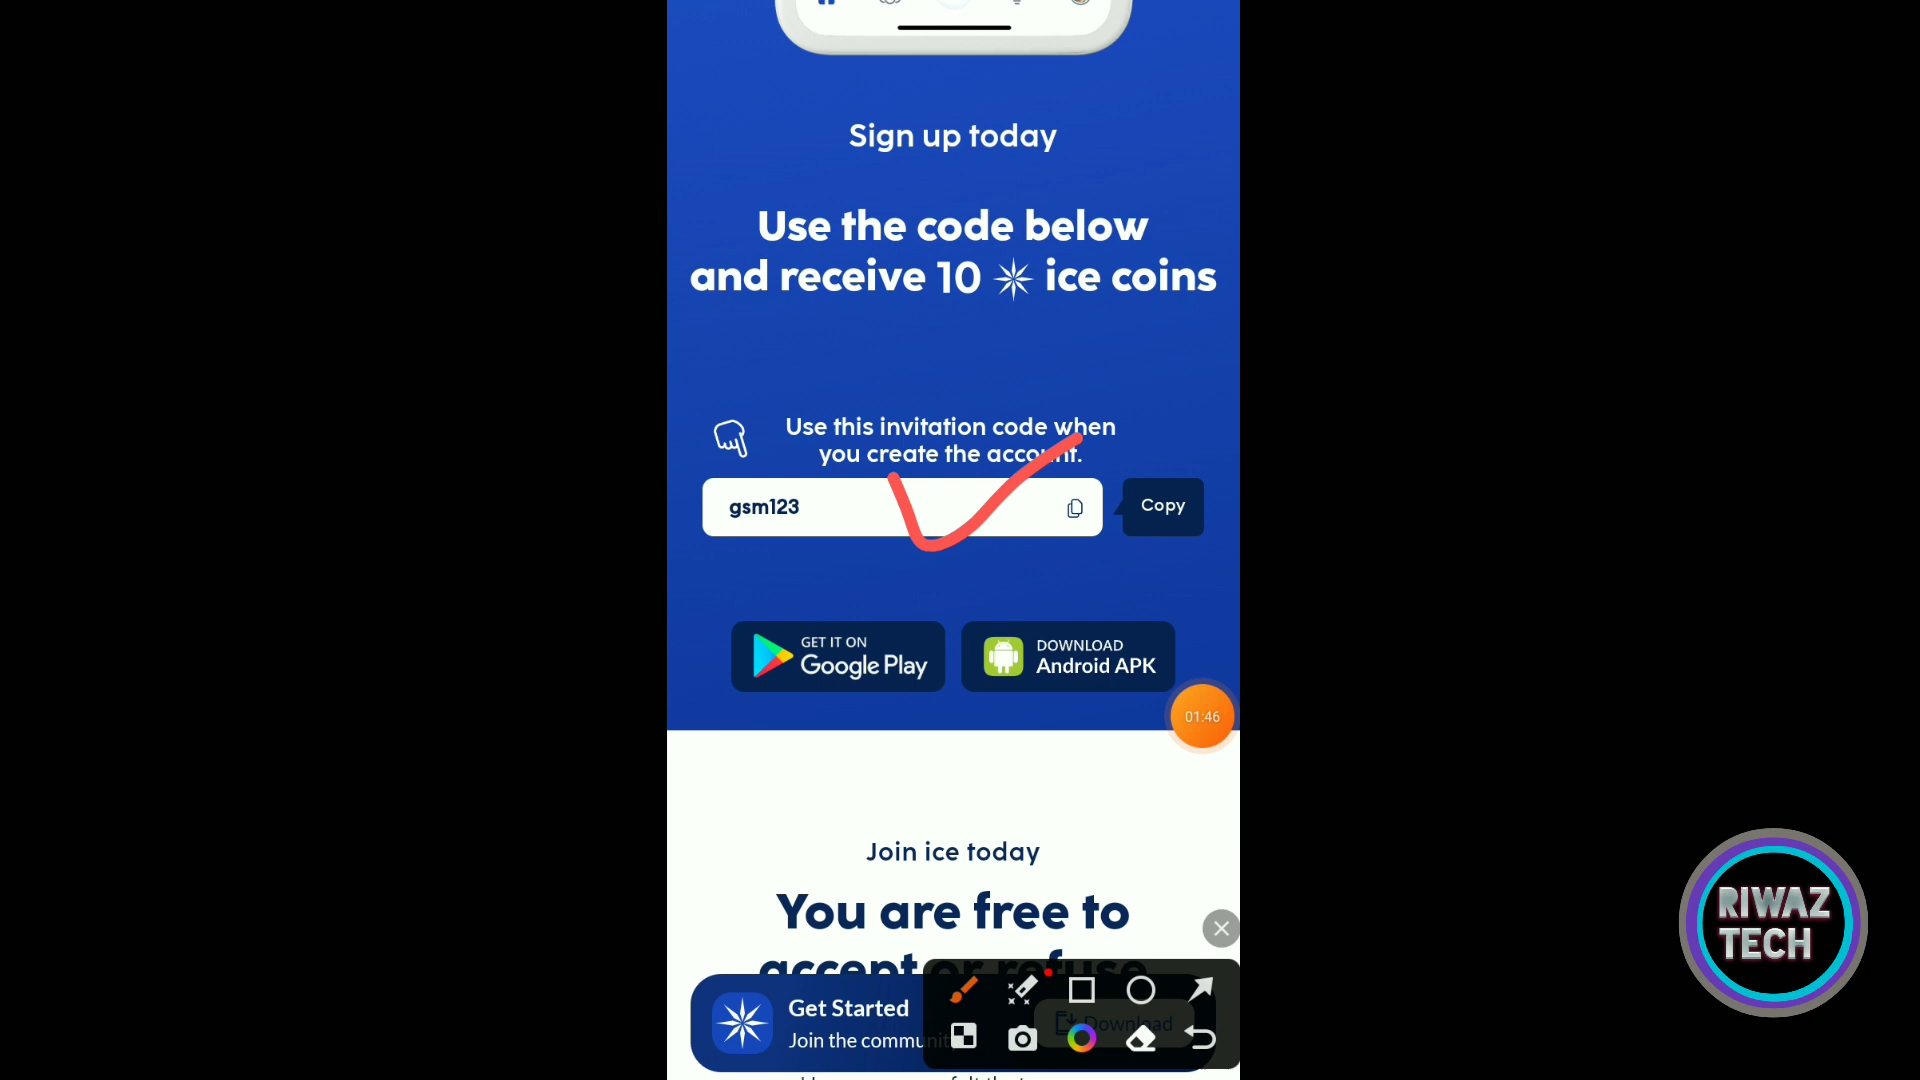 Sign up today
Use the code below
and receive 10 ice coins
Use this invitation code when
you create the account.
gsm123
Copy
GET IT ON
Google Play
DOWNLOAD
Android APK
01:46
Join ice today
You are free to
accept or refuse
Get Started
Download
Join the communit
RIWAZ
TECH